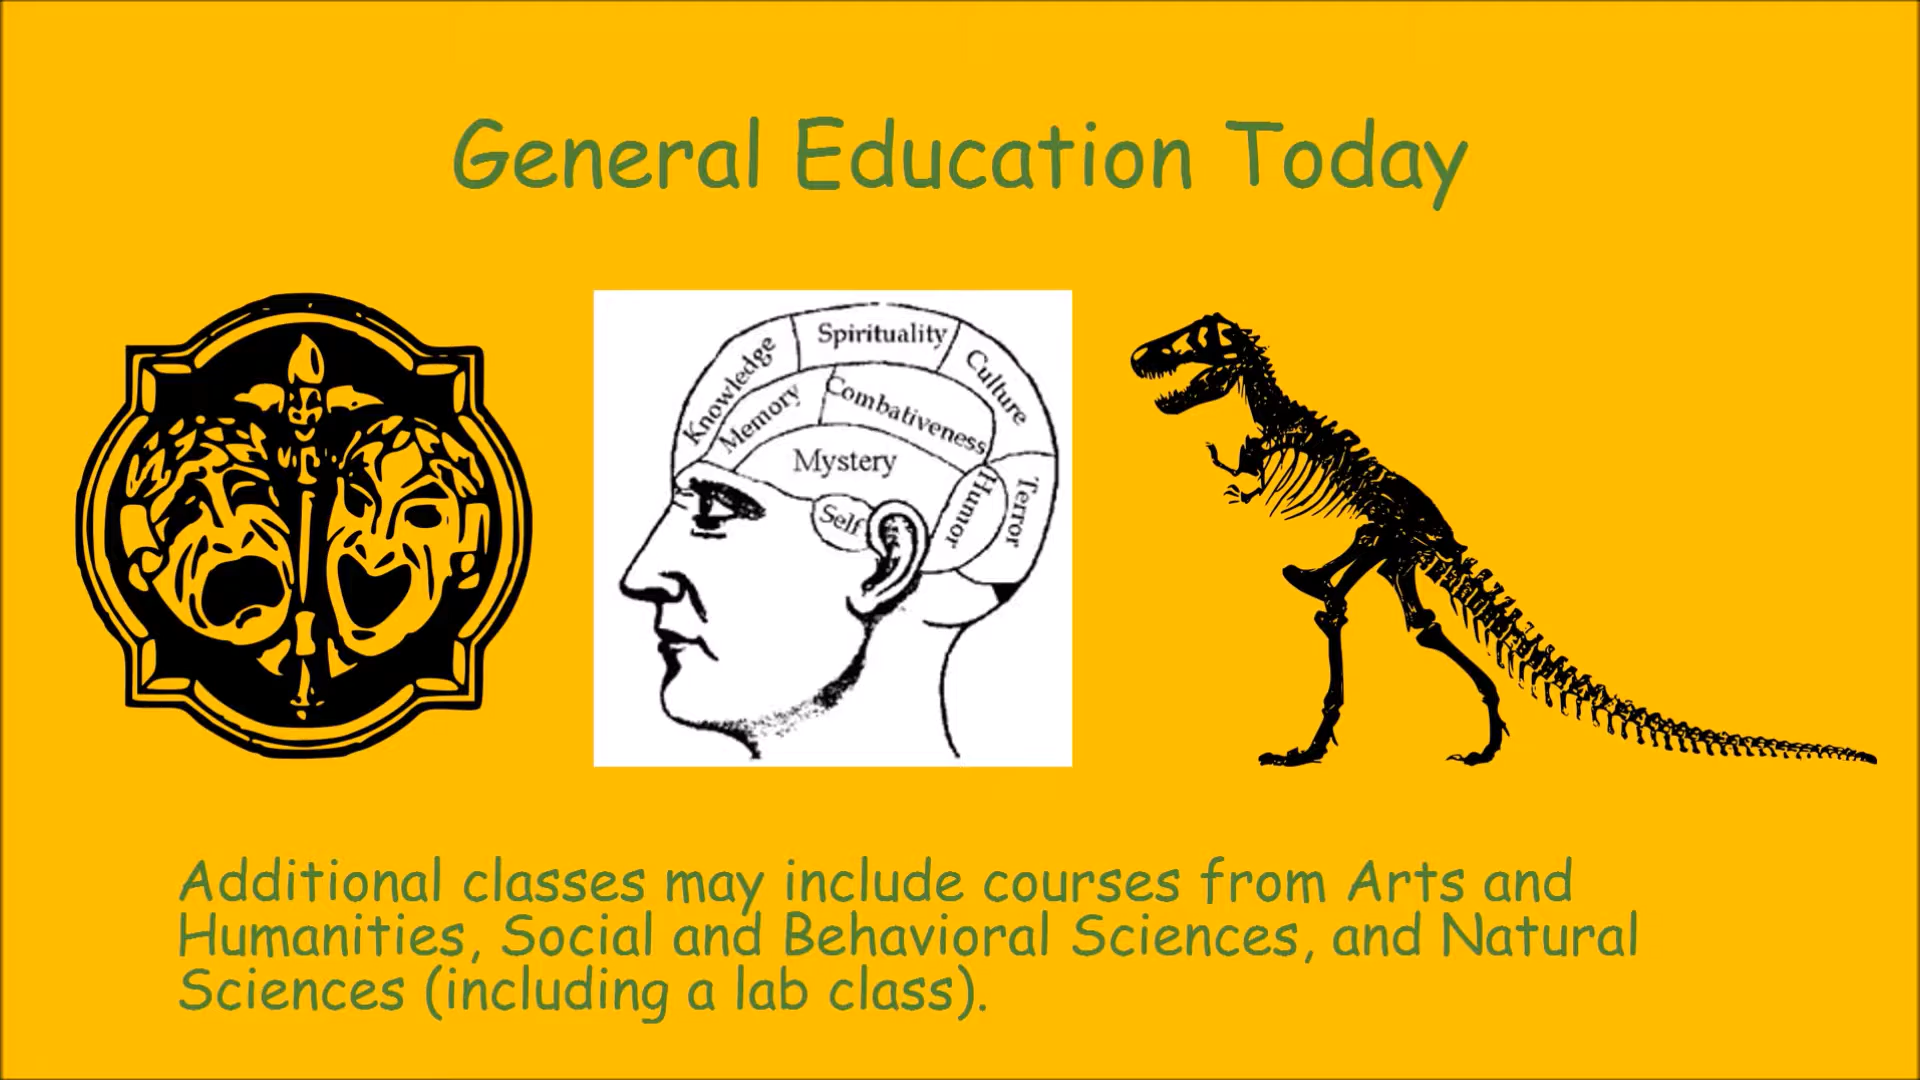 General Education Today
Spirituality
Knowledge
Culture
Memory
Combativeness
Mystery
Self
Humor
Terror
Additional classes may include courses from Arts and
Humanities, Social and Behavioral Sciences, and Natural
Sciences (including a lab class).